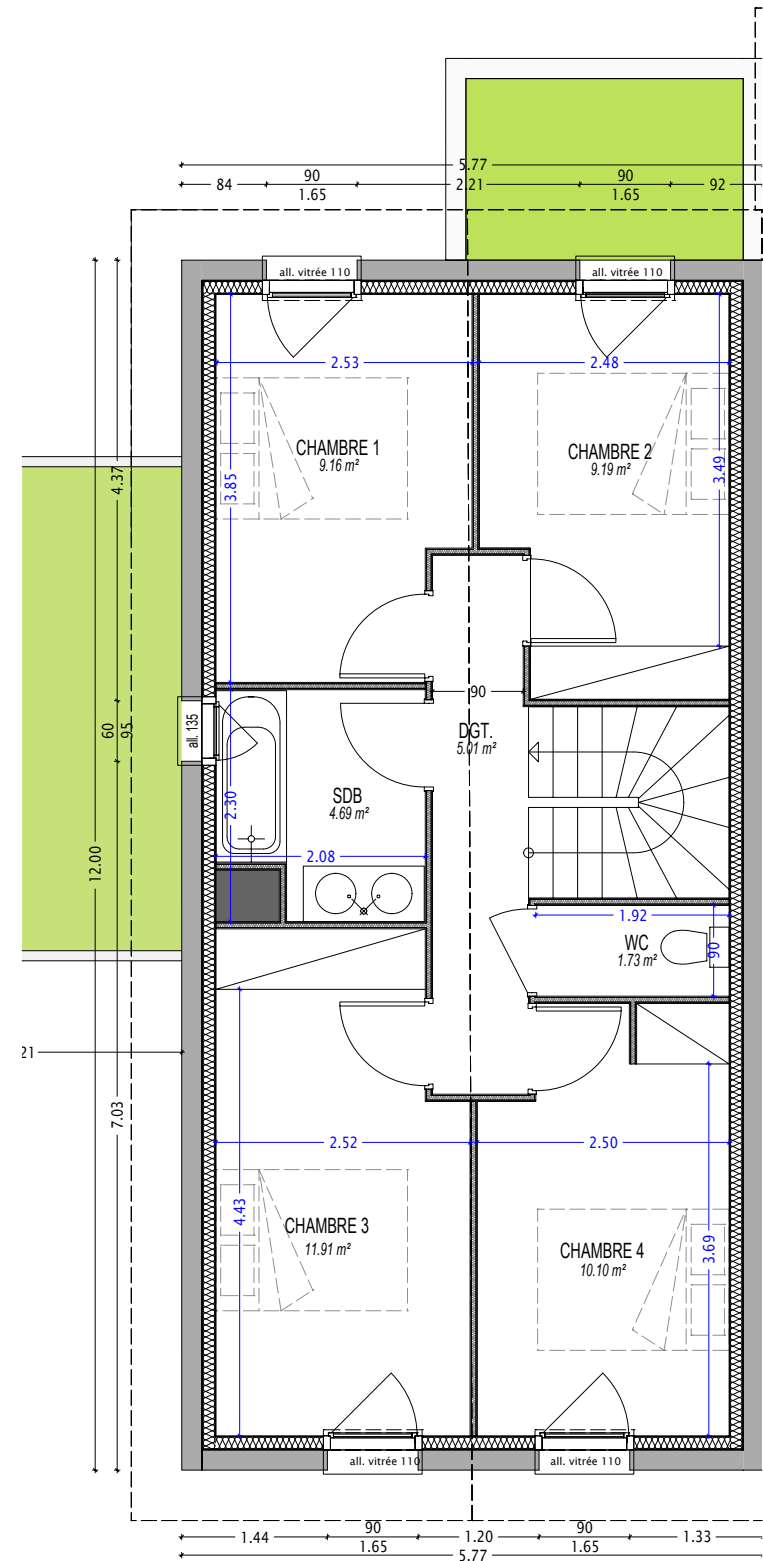 5.77
84
90
1.65
2.21
90
1.65
92
all. vitrée 110
all. vitrée 110
2.53
2.48
CHAMBRE 1
9.16 m²
CHAMBRE 2
9.19 m²
3.85
3.49
4.37
90
DGT.
5.01 m²
60
95
all. 135
SDB
4.69 m²
2.30
2.08
12.00
1.92
WC
1.73 m²
90
21
7.03
2.52
2.50
4.43
CHAMBRE 3
11.91 m²
CHAMBRE 4
10.10 m²
3.69
all. vitrée 110
all. vitrée 110
1.44
90
1.65
1.20
90
1.65
1.33
5.77